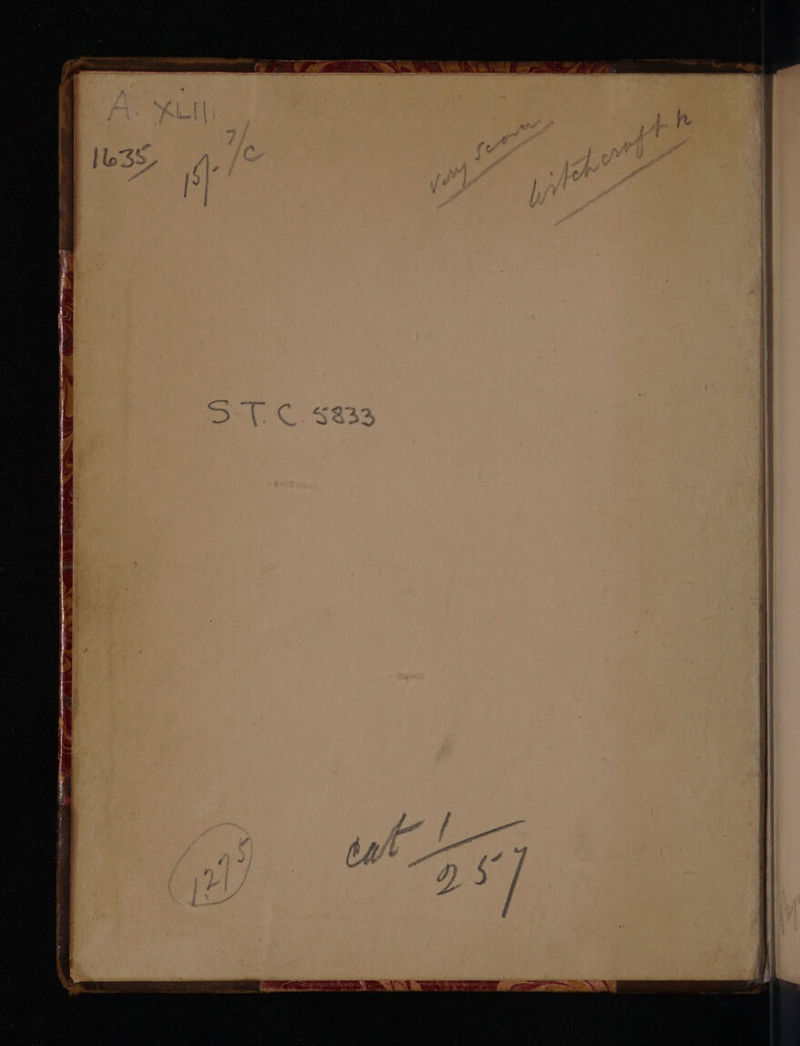 A. XLII.
1635 15/- 7/c
Very Scarce
Witchcraft h
S.T.C. 5833
cat 1/257
1275